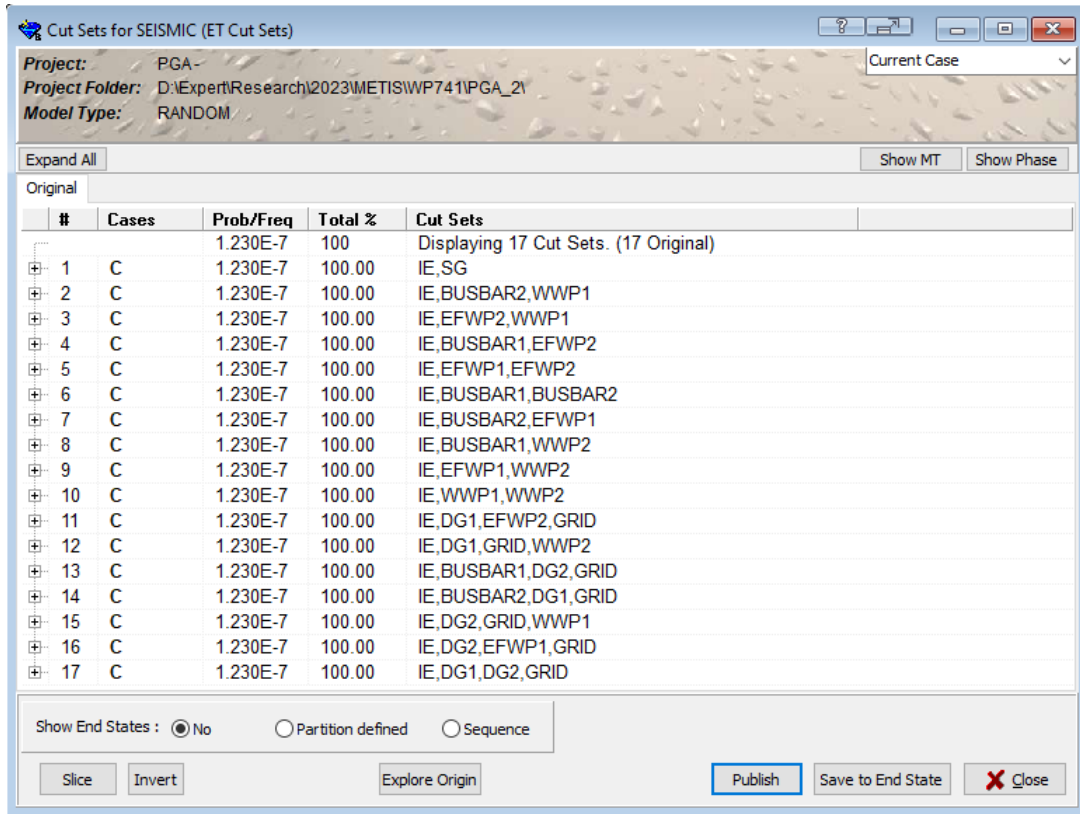 Cut Sets for SEISMIC (ET Cut Sets)
Project: PGA-
Current Case
Project Folder: D:\Expert\Research\2023\METIS\WP741\PGA_2\
Model Type: RANDOM
Expand All Show MT Show Phase
Original
# Cases Prob/Freq Total % Cut Sets
1.230E-7 100 Displaying 17 Cut Sets. (17 Original)
1 C 1.230E-7 100.00 IE,SG
2 C 1.230E-7 100.00 IE,BUSBAR2,WWP1
3 C 1.230E-7 100.00 IE,EFWP2,WWP1
4 C 1.230E-7 100.00 IE,BUSBAR1,EFWP2
5 C 1.230E-7 100.00 IE,EFWP1,EFWP2
6 C 1.230E-7 100.00 IE,BUSBAR1,BUSBAR2
7 C 1.230E-7 100.00 IE,BUSBAR2,EFWP1
8 C 1.230E-7 100.00 IE,BUSBAR1,WWP2
9 C 1.230E-7 100.00 IE,EFWP1,WWP2
10 C 1.230E-7 100.00 IE,WWP1,WWP2
11 C 1.230E-7 100.00 IE,DG1,EFWP2,GRID
12 C 1.230E-7 100.00 IE,DG1,GRID,WWP2
13 C 1.230E-7 100.00 IE,BUSBAR1,DG2,GRID
14 C 1.230E-7 100.00 IE,BUSBAR2,DG1,GRID
15 C 1.230E-7 100.00 IE,DG2,GRID,WWP1
16 C 1.230E-7 100.00 IE,DG2,EFWP1,GRID
17 C 1.230E-7 100.00 IE,DG1,DG2,GRID
Show End States : No Partition defined Sequence
Slice Invert Explore Origin Publish Save to End State Close